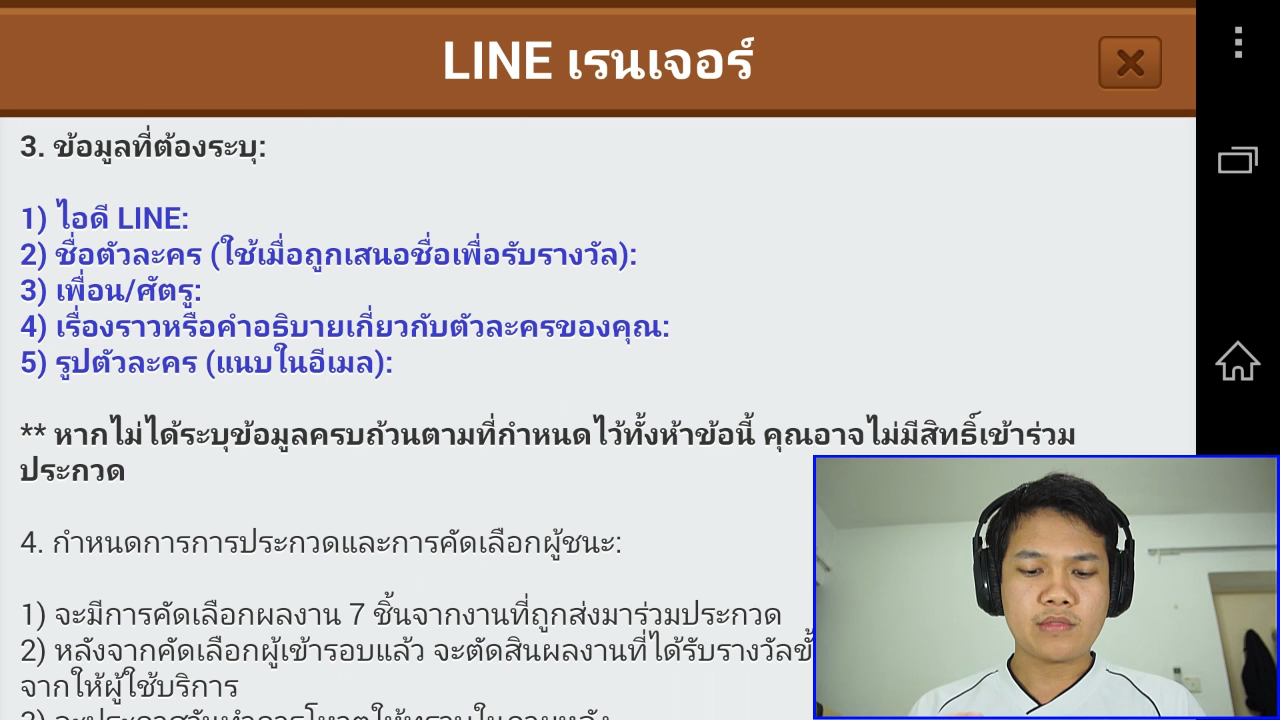 LINE เรนเจอร์
3. ข้อมูลที่ต้องระบุ:
1) ไอดี LINE:
2) ชื่อตัวละคร (ใช้เมื่อถูกเสนอชื่อเพื่อรับรางวัล):
3) เพื่อน/ศัตรู:
4) เรื่องราวหรือคำอธิบายเกี่ยวกับตัวละครของคุณ:
5) รูปตัวละคร (แนบในอีเมล):
** หากไม่ได้ระบุข้อมูลครบถ้วนตามที่กำหนดไว้ทั้งห้าข้อนี้ คุณอาจไม่มีสิทธิ์เข้าร่วม
ประกวด
4. กำหนดการการประกวดและการคัดเลือกผู้ชนะ:
1) จะมีการคัดเลือกผลงาน 7 ชิ้นจากงานที่ถูกส่งมาร่วมประกวด
2) หลังจากคัดเลือกผู้เข้ารอบแล้ว จะตัดสินผลงานที่ได้รับรางวัล
จากให้ผู้ใช้บริการ